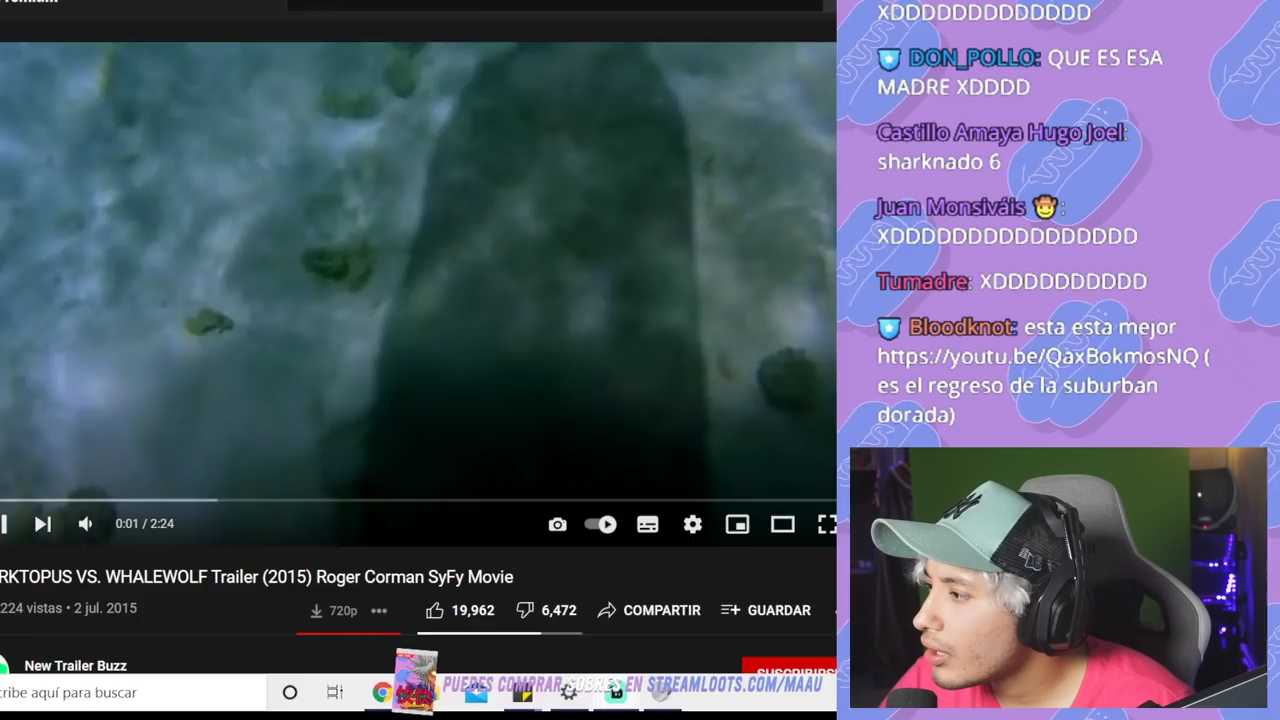 0:01 / 2:24
RKTOPUS VS. WHALEWOLF Trailer (2015) Roger Corman SyFy Movie
224 vistas • 2 jul. 2015
720p
19,962
6,472
COMPARTIR
GUARDAR
New Trailer Buzz
SUSCRIBIRS
ribe aquí para buscar
PUEDES COMPRAR SOBRES EN STREAMLOOTS.COM/MAAU
XDDDDDDDDDDDDD
DON_POLLO: QUE ES ESA
MADRE XDDDD
Castillo Amaya Hugo Joel:
sharknado 6
Juan Monsiváis 🤠:
XDDDDDDDDDDDDDDDD
Tumadre: XDDDDDDDDDD
Bloodknot: esta esta mejor
https://youtu.be/QaxBokmosNQ (
es el regreso de la suburban
dorada)